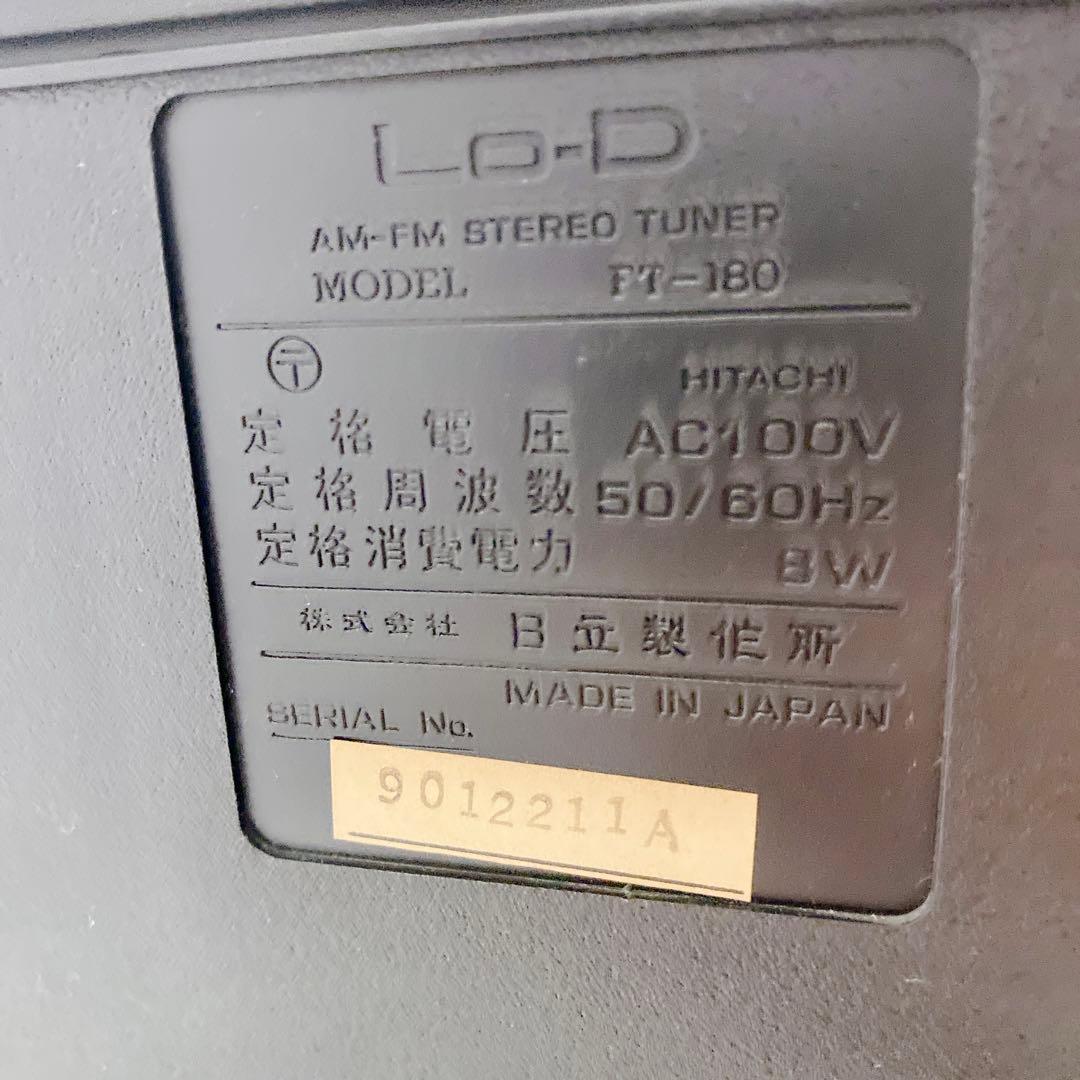 Lo-D
AM-FM STEREO TUNER
MODEL FT-180
〒 HITACHI
定格電圧 AC100V
定格周波数 50/60Hz
定格消費電力 8W
株式会社 日立製作所
MADE IN JAPAN
SERIAL No.
9012211A